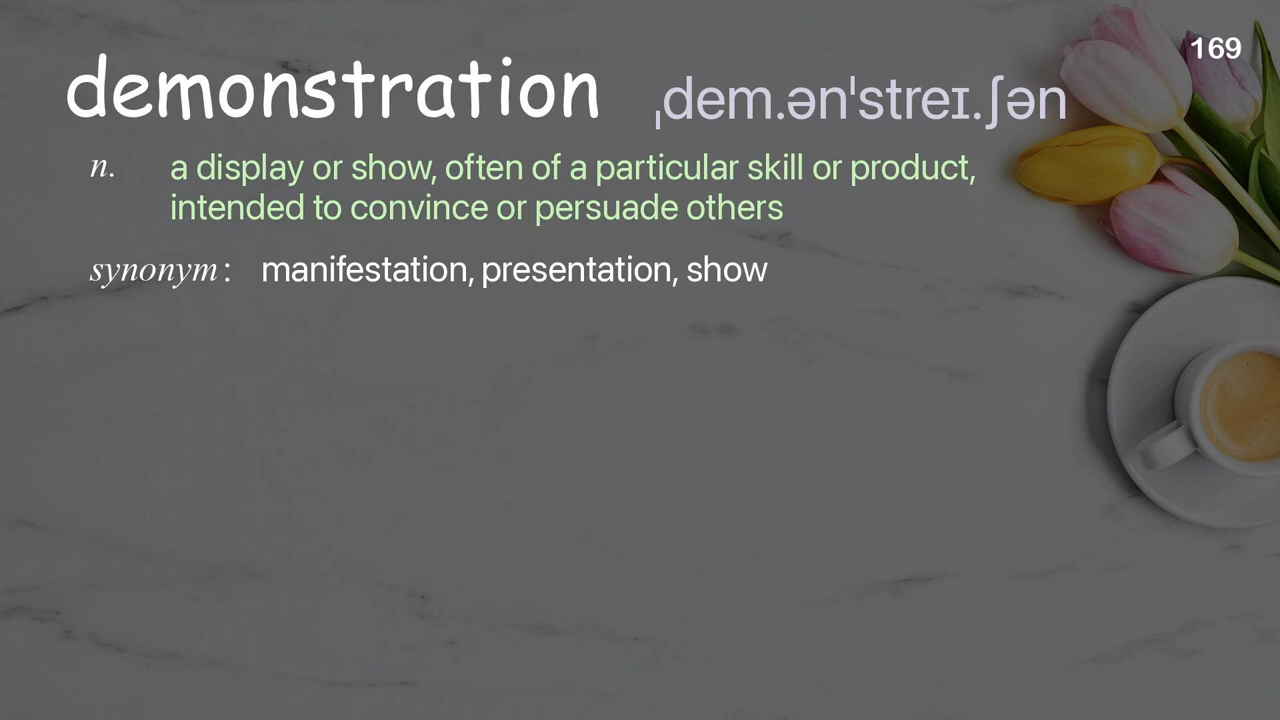 169
demonstration ˌdem.ənˈstreɪ.ʃən
n. a display or show, often of a particular skill or product,
intended to convince or persuade others
synonym: manifestation, presentation, show